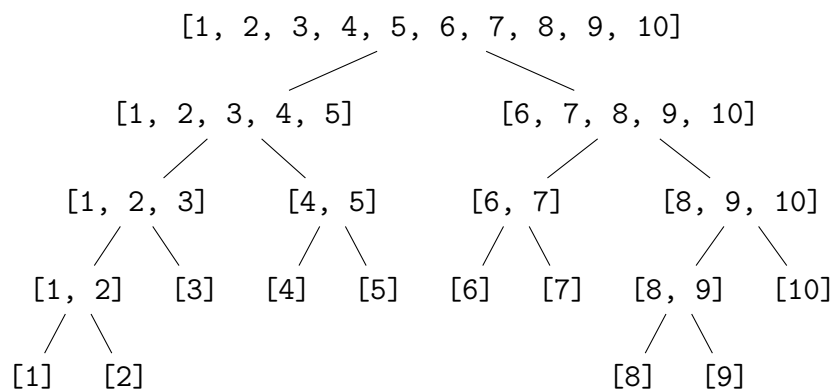 [1, 2, 3, 4, 5, 6, 7, 8, 9, 10]
[1, 2, 3, 4, 5] [6, 7, 8, 9, 10]
[1, 2, 3] [4, 5] [6, 7] [8, 9, 10]
[1, 2] [3] [4] [5] [6] [7] [8, 9] [10]
[1] [2] [8] [9]